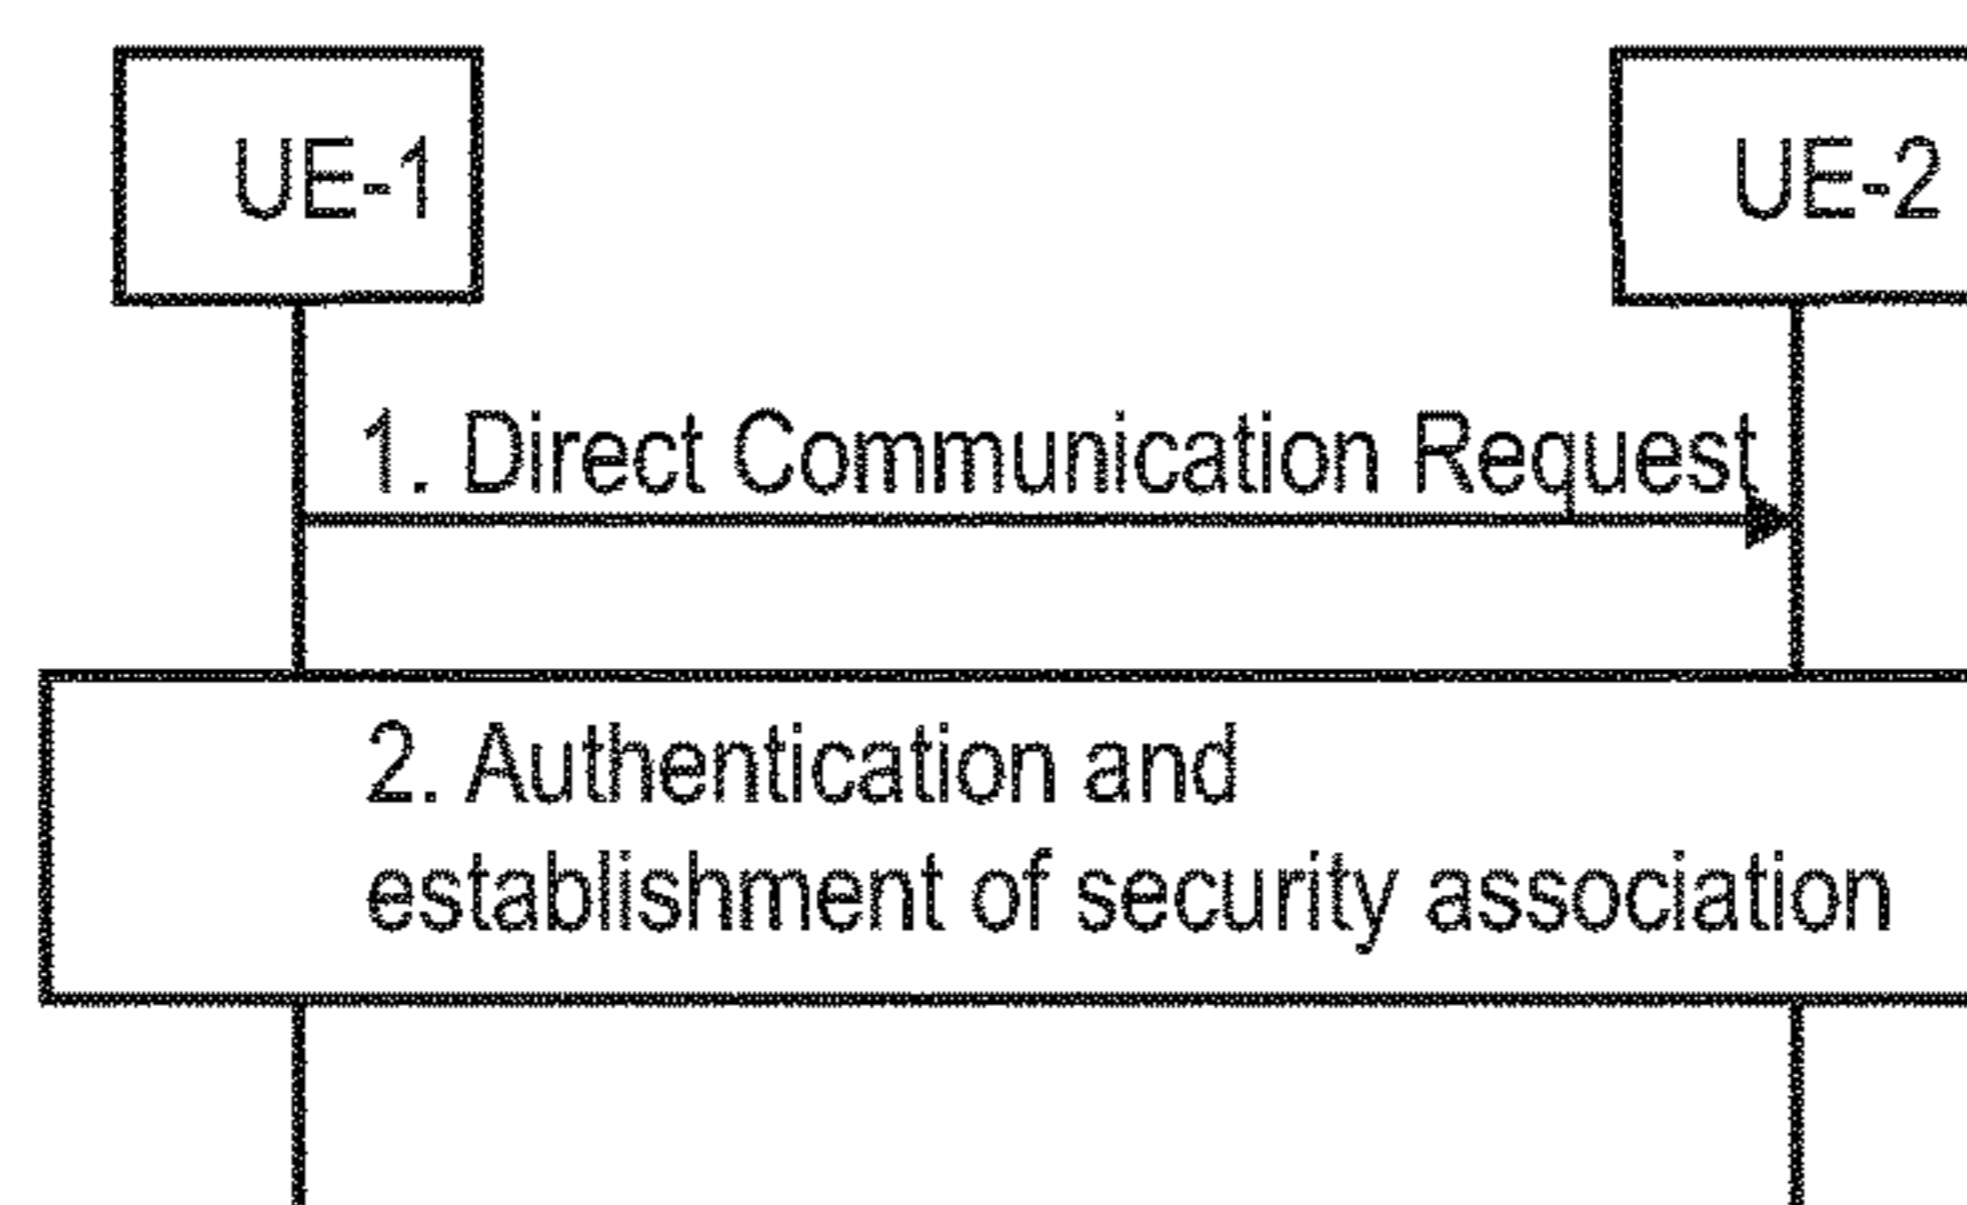 UE-1
UE-2
1. Direct Communication Request
2. Authentication and
establishment of security association